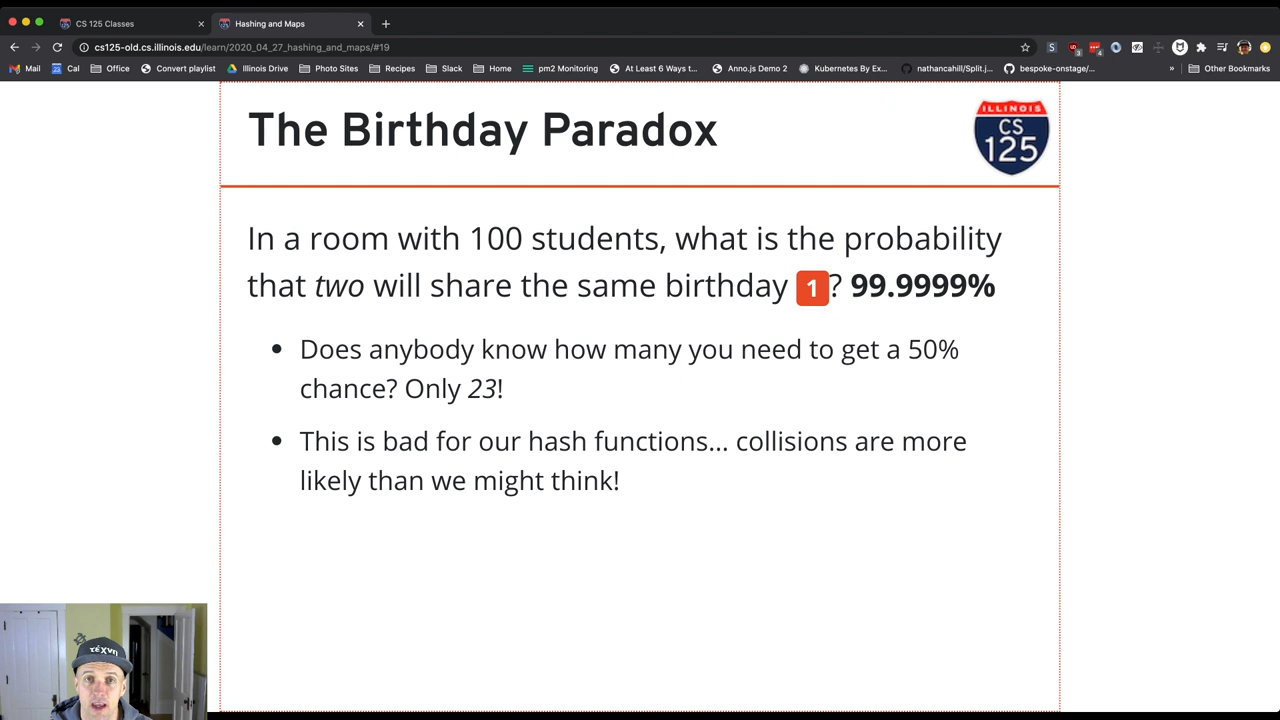 CS 125 Classes
Hashing and Maps
cs125-old.cs.illinois.edu/learn/2020_04_27_hashing_and_maps/#19
Mail Cal Office Convert playlist Illinois Drive Photo Sites Recipes Slack Home pm2 Monitoring At Least 6 Ways t... Anno.js Demo 2 Kubernetes By Ex... nathancahill/Split.j... bespoke-onstage/... » Other Bookmarks
The Birthday Paradox
ILLINOIS
CS
125
In a room with 100 students, what is the probability
that two will share the same birthday 1? 99.9999%
• Does anybody know how many you need to get a 50%
chance? Only 23!
• This is bad for our hash functions... collisions are more
likely than we might think!
τέχνη